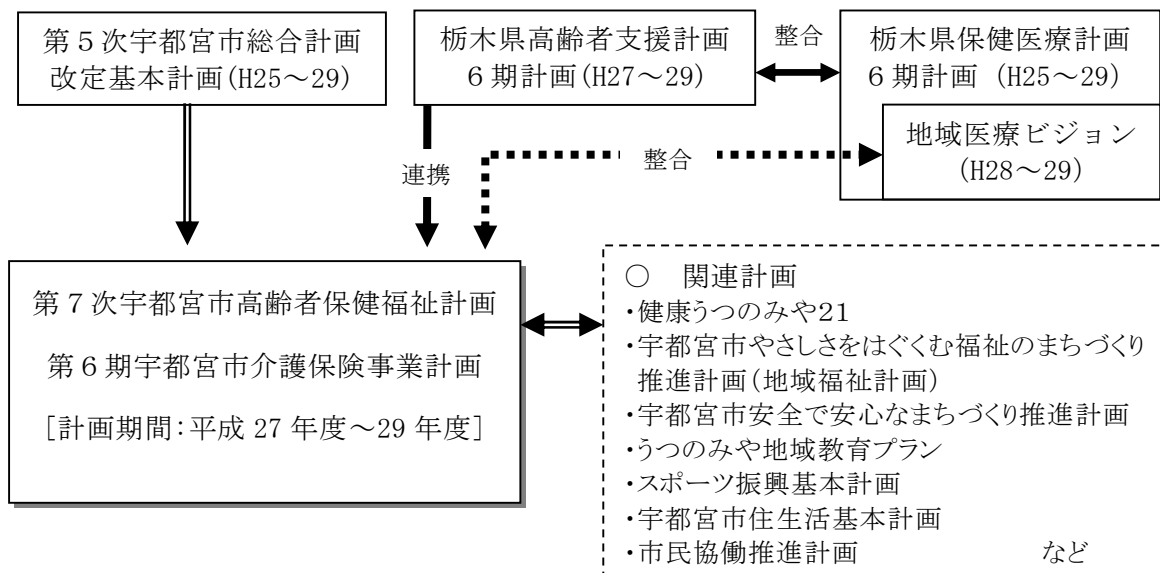 第５次宇都宮市総合計画
改定基本計画(H25～29)
栃木県高齢者支援計画
６期計画(H27～29)
整合
栃木県保健医療計画
６期計画 (H25～29)
地域医療ビジョン
(H28～29)
連携
整合
第７次宇都宮市高齢者保健福祉計画
第６期宇都宮市介護保険事業計画
[計画期間：平成 27 年度～29 年度]
○ 関連計画
・健康うつのみや２１
・宇都宮市やさしさをはぐくむ福祉のまちづくり
推進計画(地域福祉計画)
・宇都宮市安全で安心なまちづくり推進計画
・うつのみや地域教育プラン
・スポーツ振興基本計画
・宇都宮市住生活基本計画
・市民協働推進計画 など